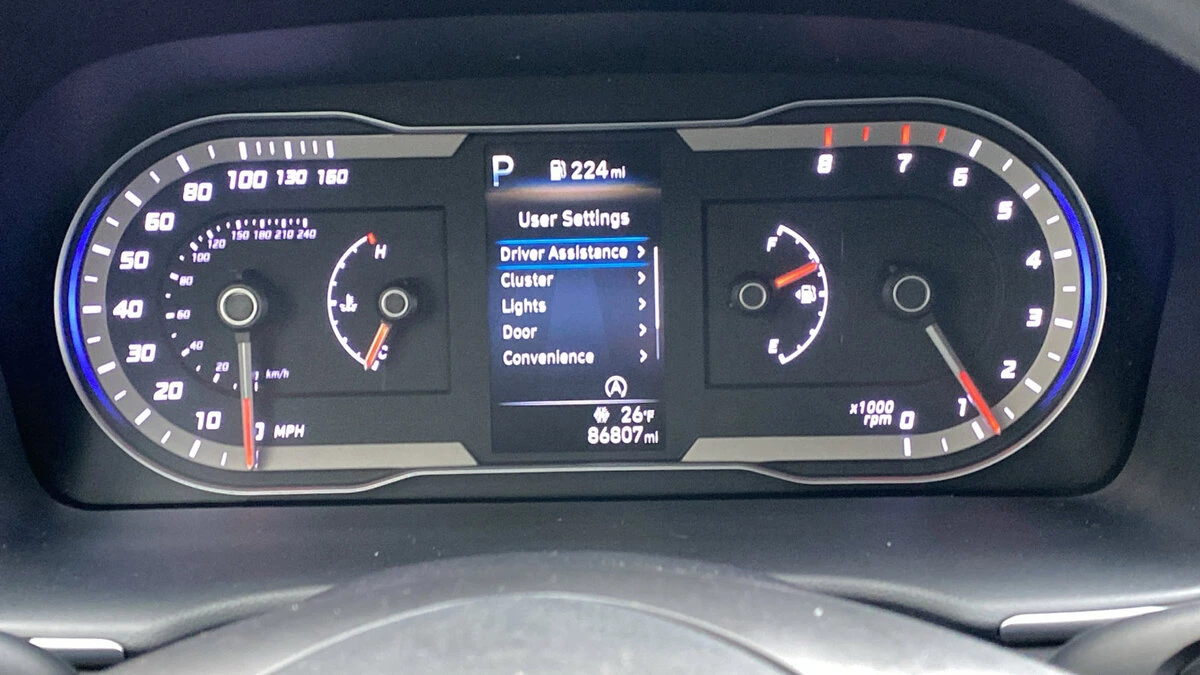 P 224 mi
User Settings
Driver Assistance >
Cluster >
Lights >
Door >
Convenience >
A
26°F
86807 mi
80 100 130 160
60
50
40
30
20
10
0 MPH
150 180 210 240
120
100
80
60
40
20
km/h
H
C
F
E
8 7 6
5
4
3
2
1
x1000 0
rpm